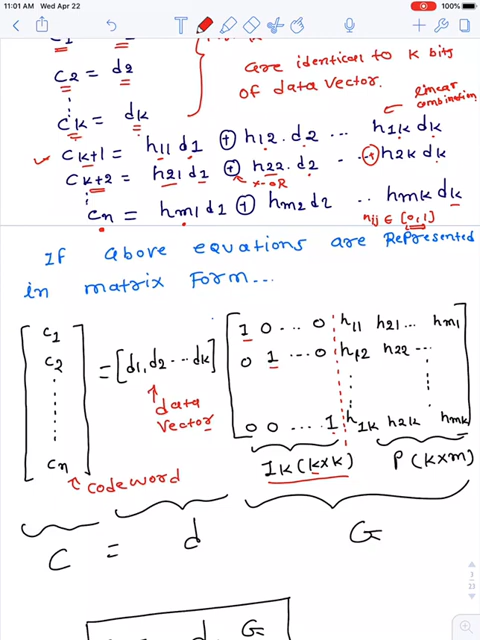 11:01 AM Wed Apr 22
100%
c1 d1
c2 = d2
are identical to k bits
of data vector.
ck = dk
linear
combination
ck+1 = h11 d1 ⊕ h12. d2 ... h1k dk
ck+2 = h21 d1 ⊕ h22. d2 ... ⊕ h2k dk
x-OR
cn = hm1 d1 ⊕ hm2 d2 .. hmk dk
hij ∈ [0,1]
If above equations are Represented
in matrix Form...
[c1 c2 ... cn] = [d1, d2 ... dk] [1 0 .... 0 h11 h21 ... hm1
0 1 .... 0 h12 h22 ...
0 0 .... 1 h1k h2k hmk]
data
vector
Ik (k×k) P (k×m)
codeword
C = d G
d G
3
23